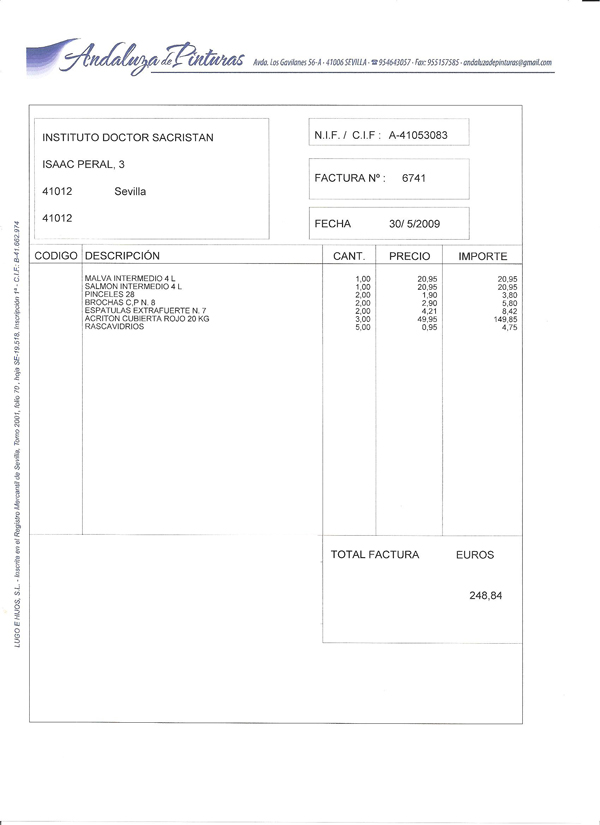 Andaluza de Pinturas
Avda. Los Gavilanes 56-A - 41006 SEVILLA - ☎ 954643057 - Fax: 955157585 - andaluzadepinturas@gmail.com
INSTITUTO DOCTOR SACRISTAN
ISAAC PERAL, 3
41012 Sevilla
41012
N.I.F. / C.I.F : A-41053083
FACTURA Nº : 6741
FECHA 30/ 5/2009
CODIGO DESCRIPCIÓN CANT. PRECIO IMPORTE
MALVA INTERMEDIO 4 L 1,00 20,95 20,95
SALMON INTERMEDIO 4 L 1,00 20,95 20,95
PINCELES 28 2,00 1,90 3,80
BROCHAS C,P N. 8 2,00 2,90 5,80
ESPATULAS EXTRAFUERTE N. 7 2,00 4,21 8,42
ACRITON CUBIERTA ROJO 20 KG 3,00 49,95 149,85
RASCAVIDRIOS 5,00 0,95 4,75
TOTAL FACTURA EUROS
248,84
LUGO E HIJOS, S.L. - Inscrita en el Registro Mercantil de Sevilla, Tomo 2001, folio 70 , hoja SE-19.518, Inscripción 1ª - C.I.F.: B-41.662.974